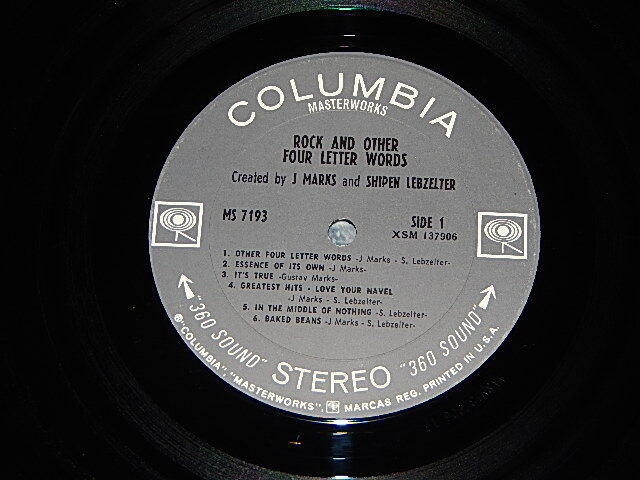 COLUMBIA
MASTERWORKS
ROCK AND OTHER
FOUR LETTER WORDS
Created by J MARKS and SHIPEN LEBZELTER
MS 7193
SIDE 1
XSM 137906
1. OTHER FOUR LETTER WORDS -J Marks - S. Lebzelter-
2. ESSENCE OF ITS OWN -J Marks-
3. IT'S TRUE -Gustav Marks-
4. GREATEST HITS - LOVE YOUR NAVEL
-J Marks - S. Lebzelter-
5. IN THE MIDDLE OF NOTHING -S. Lebzelter-
6. BAKED BEANS -J Marks - S. Lebzelter-
"360 SOUND" STEREO "360 SOUND"
® "COLUMBIA", "MASTERWORKS", MARCAS REG. PRINTED IN U.S.A.